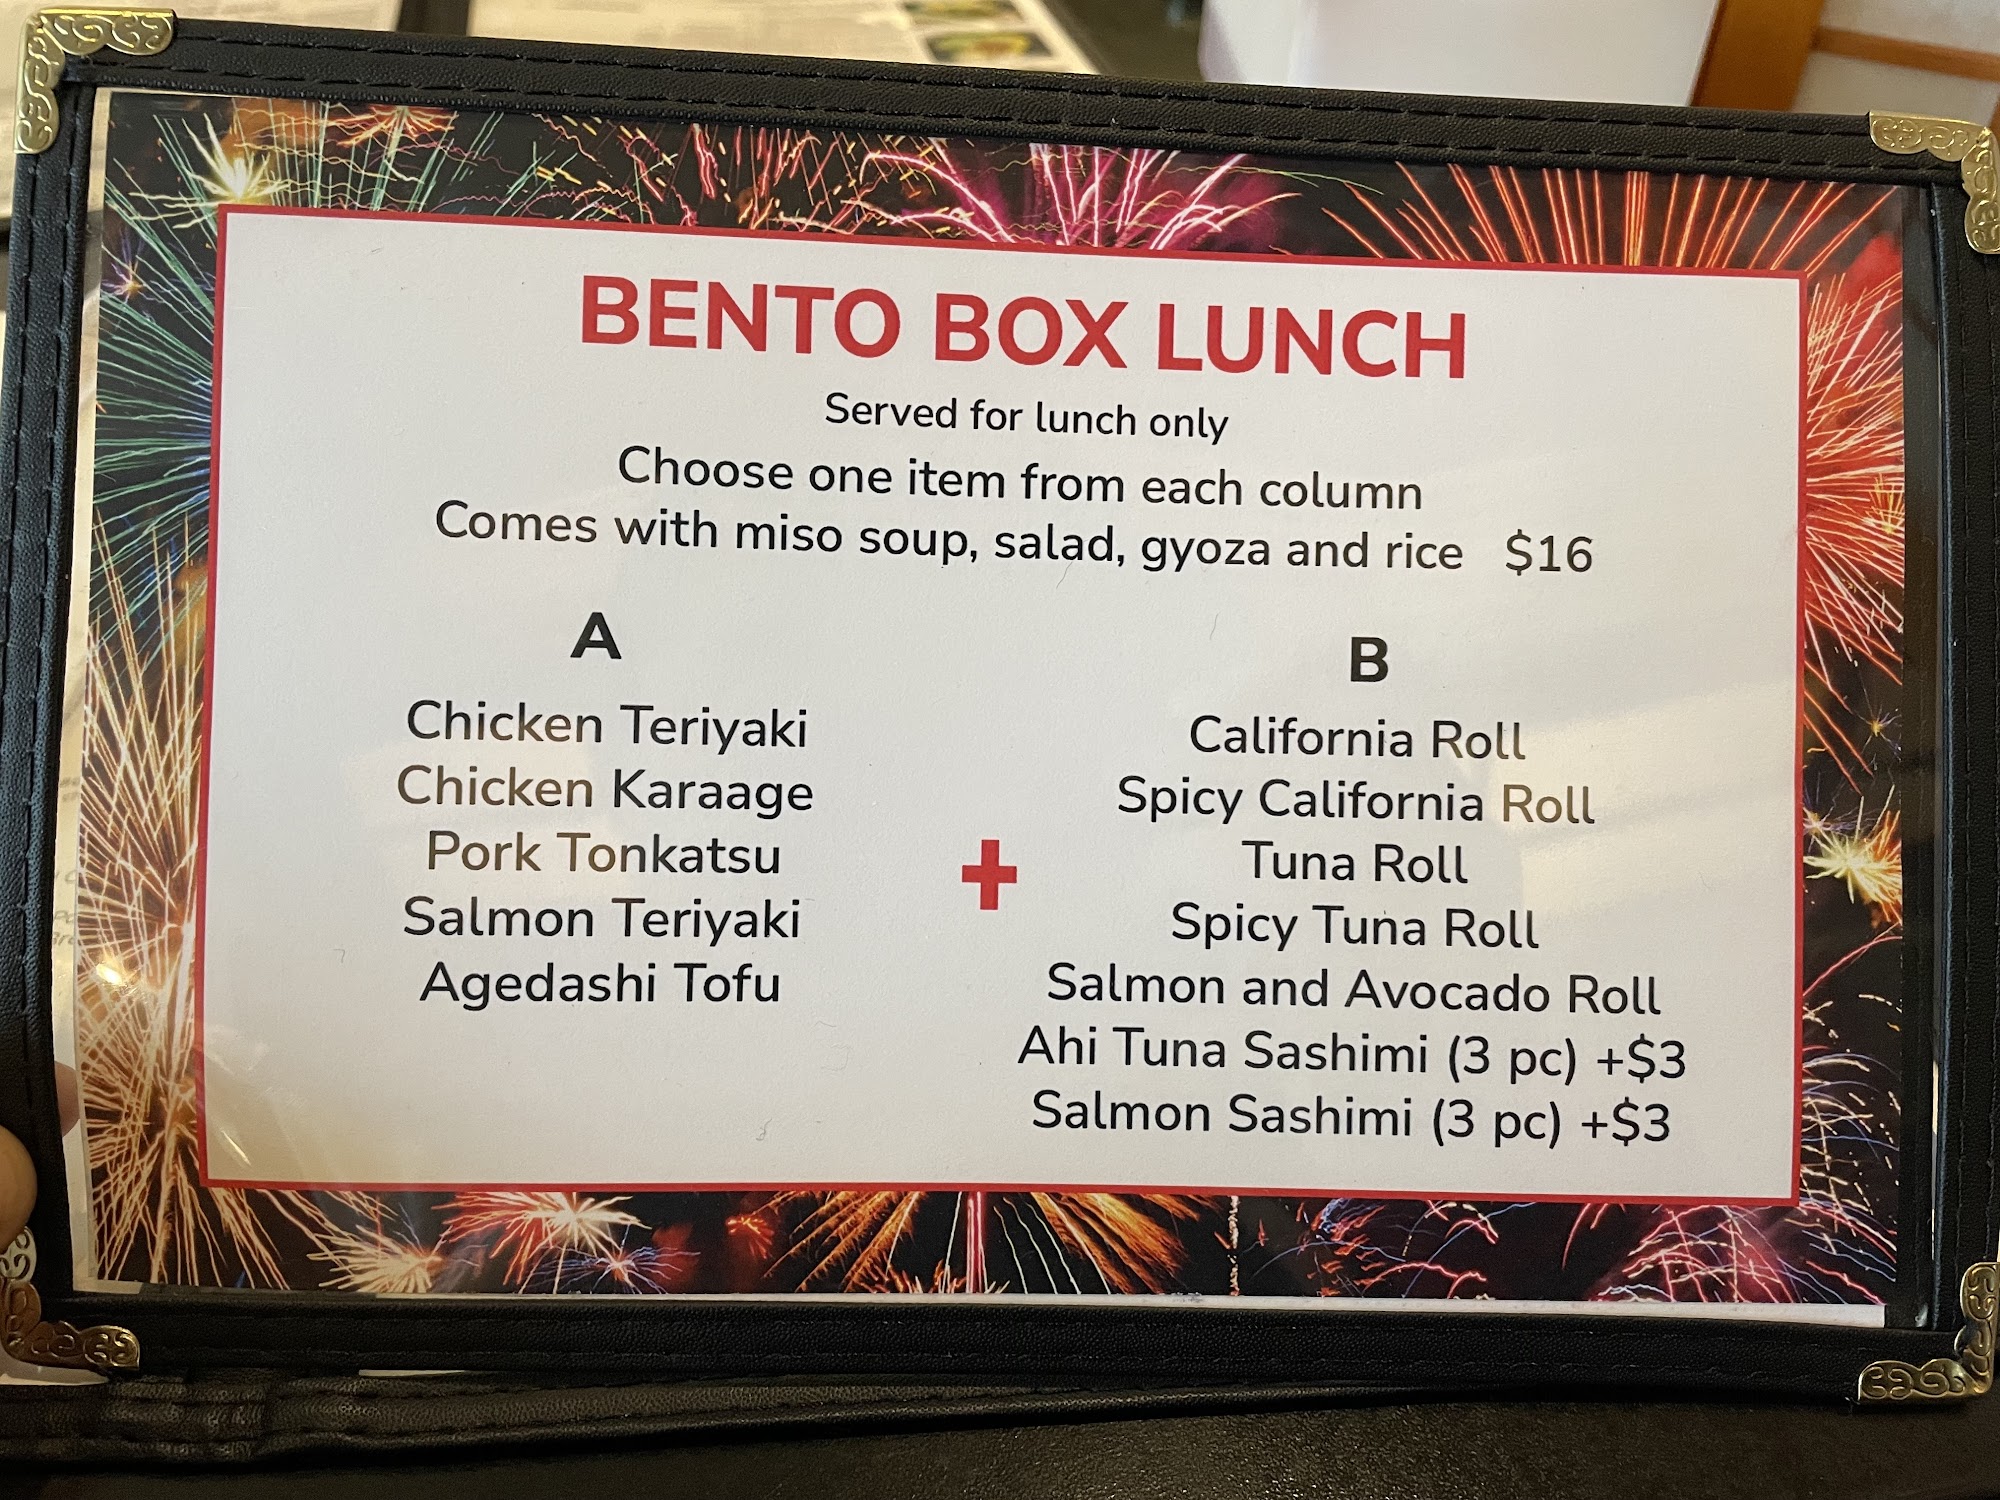 BENTO BOX LUNCH
Served for lunch only
Choose one item from each column
Comes with miso soup, salad, gyoza and rice $16
A
Chicken Teriyaki
Chicken Karaage
Pork Tonkatsu
Salmon Teriyaki
Agedashi Tofu
+
B
California Roll
Spicy California Roll
Tuna Roll
Spicy Tuna Roll
Salmon and Avocado Roll
Ahi Tuna Sashimi (3 pc) +$3
Salmon Sashimi (3 pc) +$3